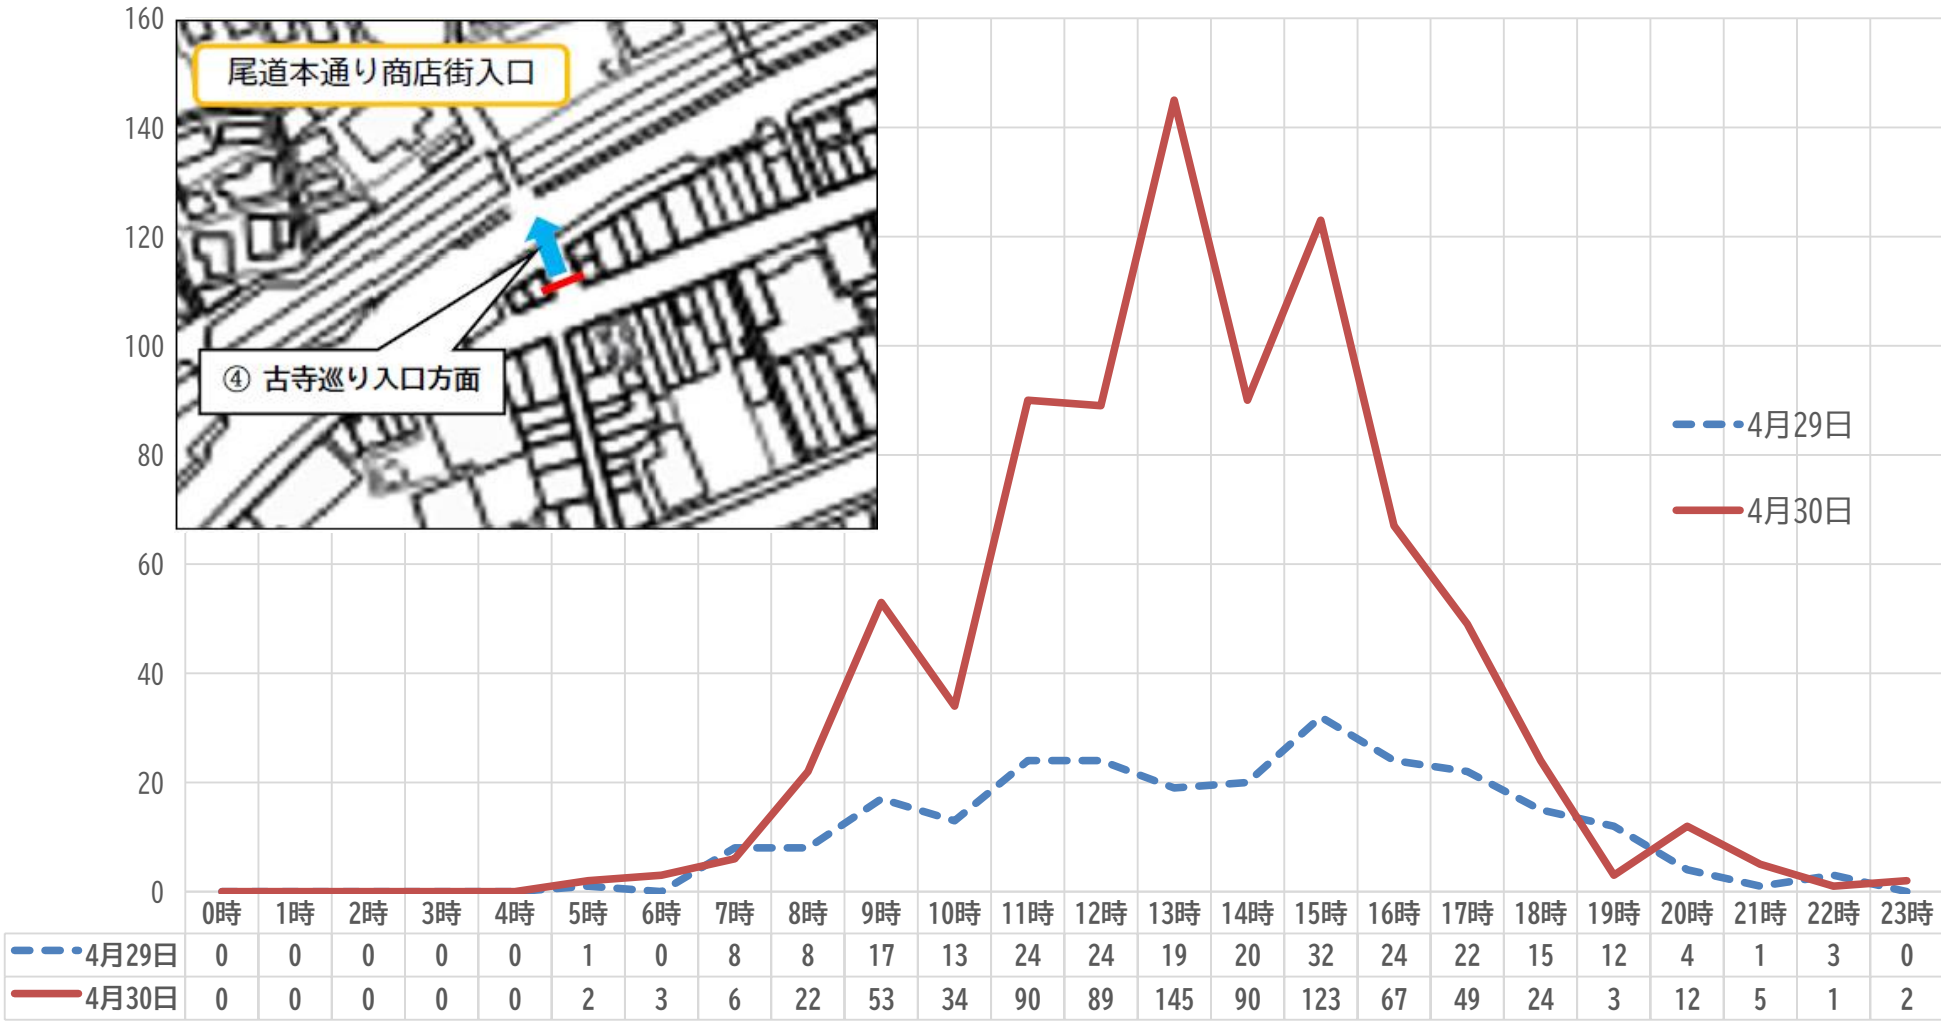 160
140
120
100
80
60
40
20
0
尾道本通り商店街入口
④ 古寺巡り入口方面
4月29日
4月30日
0時 1時 2時 3時 4時 5時 6時 7時 8時 9時 10時 11時 12時 13時 14時 15時 16時 17時 18時 19時 20時 21時 22時 23時
4月29日 0 0 0 0 0 1 0 8 8 17 13 24 24 19 20 32 24 22 15 12 4 1 3 0
4月30日 0 0 0 0 0 2 3 6 22 53 34 90 89 145 90 123 67 49 24 3 12 5 1 2